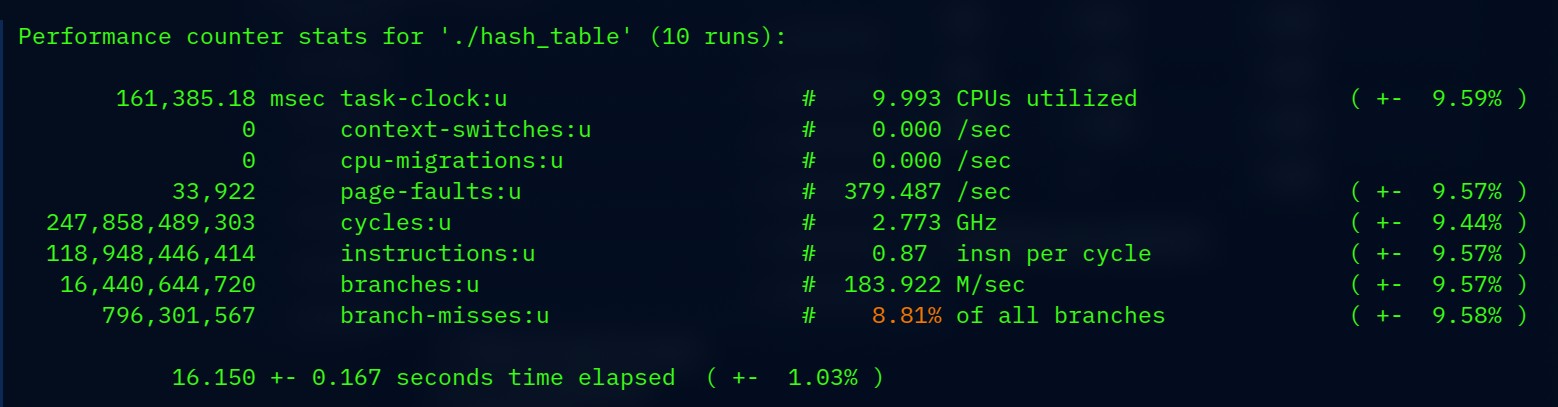 Performance counter stats for './hash_table' (10 runs):
161,385.18 msec task-clock:u # 9.993 CPUs utilized ( +- 9.59% )
0 context-switches:u # 0.000 /sec
0 cpu-migrations:u # 0.000 /sec
33,922 page-faults:u # 379.487 /sec ( +- 9.57% )
247,858,489,303 cycles:u # 2.773 GHz ( +- 9.44% )
118,948,446,414 instructions:u # 0.87 insn per cycle ( +- 9.57% )
16,440,644,720 branches:u # 183.922 M/sec ( +- 9.57% )
796,301,567 branch-misses:u # 8.81% of all branches ( +- 9.58% )
16.150 +- 0.167 seconds time elapsed ( +- 1.03% )